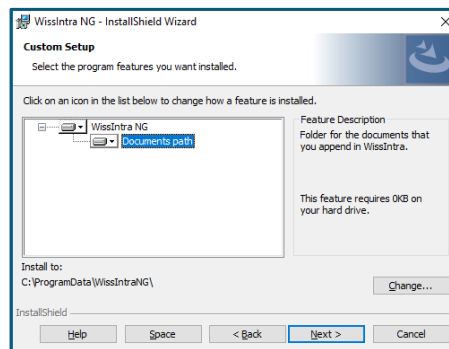 WissIntra NG - InstallShield Wizard
Custom Setup
Select the program features you want installed.
Click on an icon in the list below to change how a feature is installed.
WissIntra NG
Documents path
Feature Description
Folder for the documents that
you append in WissIntra.
This feature requires 0KB on
your hard drive.
Install to:
C:\ProgramData\WissIntraNG\
Change...
InstallShield
Help
Space
< Back
Next >
Cancel